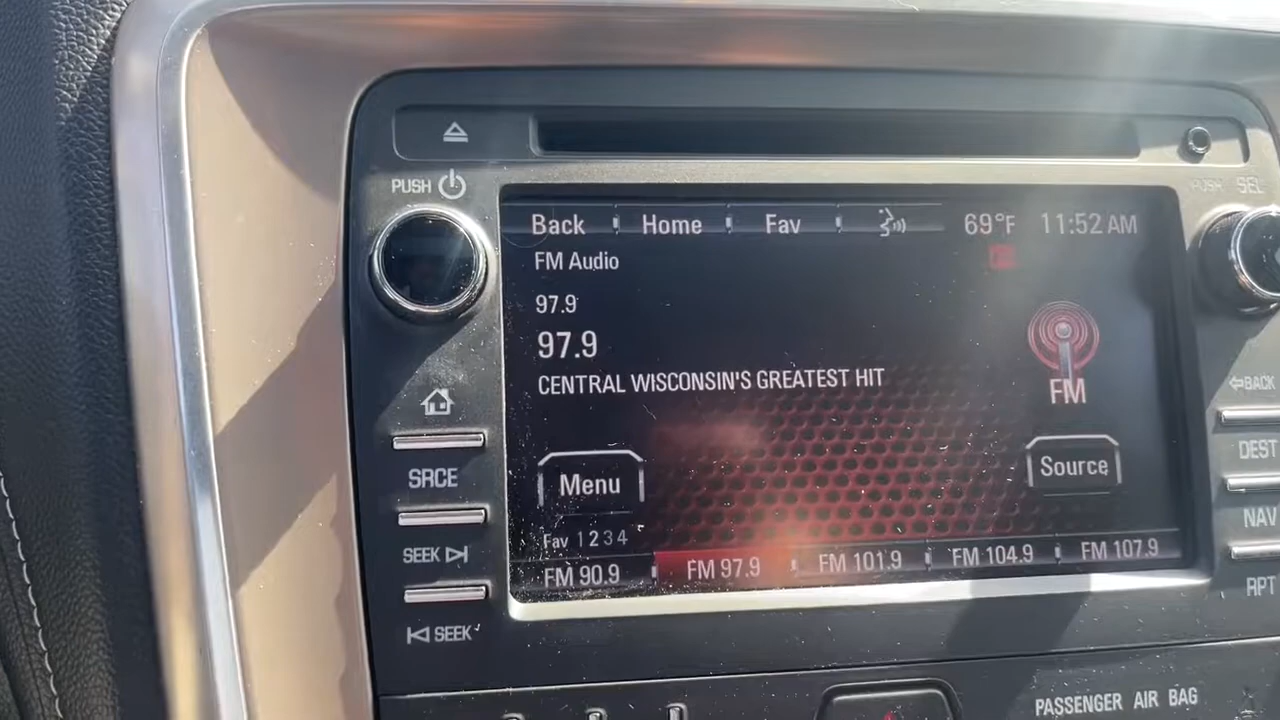 PUSH
PUSH SEL
Back Home Fav 69°F 11:52 AM
FM Audio
97.9
97.9
CENTRAL WISCONSIN'S GREATEST HIT
FM
Menu
Source
Fav 1 2 3 4
FM 90.9 FM 97.9 FM 101.9 FM 104.9 FM 107.9
SRCE
SEEK
SEEK
BACK
DEST
NAV
RPT
PASSENGER AIR BAG